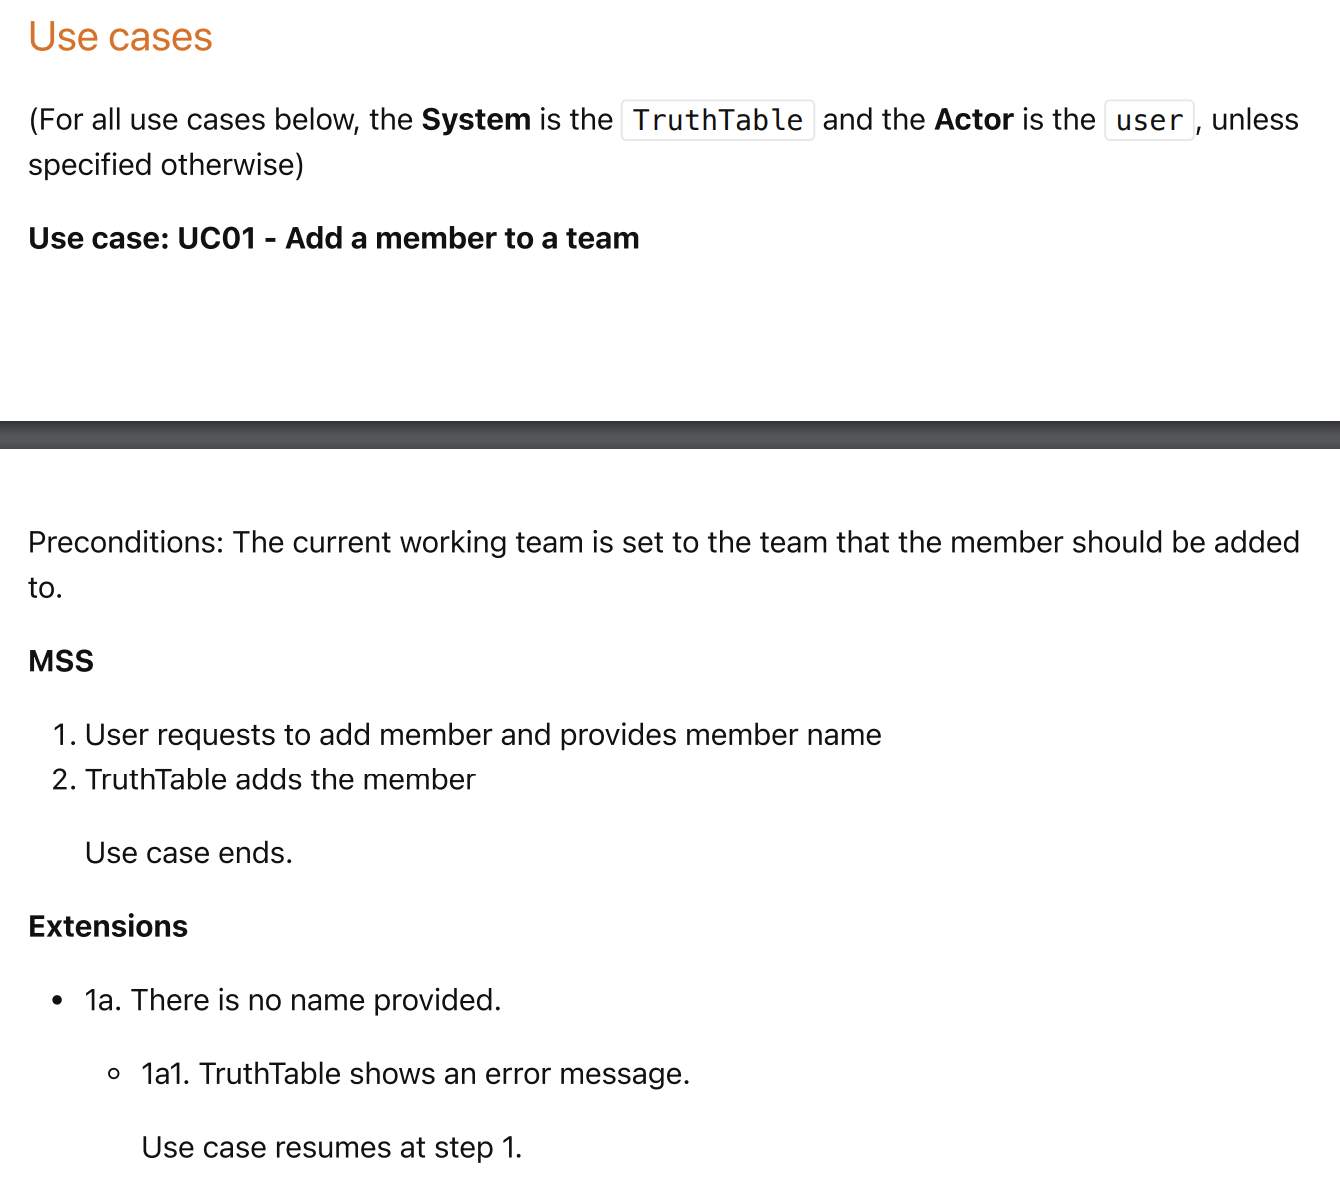 Use cases
(For all use cases below, the System is the TruthTable and the Actor is the user, unless
specified otherwise)
Use case: UC01 - Add a member to a team
Preconditions: The current working team is set to the team that the member should be added
to.
MSS
1. User requests to add member and provides member name
2. TruthTable adds the member
Use case ends.
Extensions
• 1a. There is no name provided.
◦ 1a1. TruthTable shows an error message.
Use case resumes at step 1.